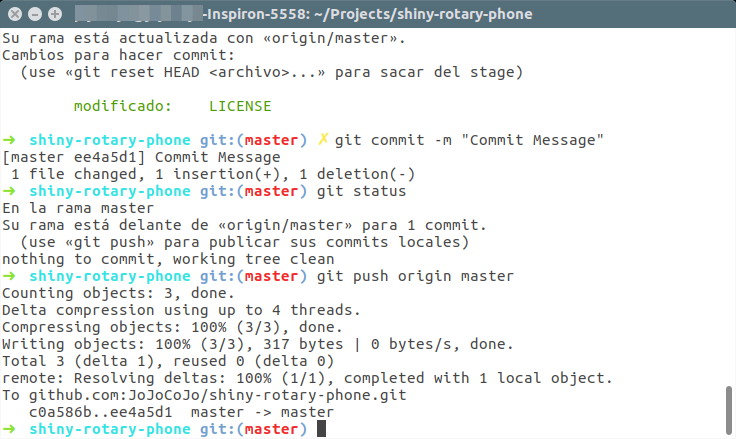 -Inspiron-5558: ~/Projects/shiny-rotary-phone
Su rama está actualizada con «origin/master».
Cambios para hacer commit:
  (use «git reset HEAD <archivo>...» para sacar del stage)
        modificado:    LICENSE
➜  shiny-rotary-phone git:(master) ✗ git commit -m "Commit Message"
[master ee4a5d1] Commit Message
 1 file changed, 1 insertion(+), 1 deletion(-)
➜  shiny-rotary-phone git:(master) git status
En la rama master
Su rama está delante de «origin/master» para 1 commit.
  (use «git push» para publicar sus commits locales)
nothing to commit, working tree clean
➜  shiny-rotary-phone git:(master) git push origin master
Counting objects: 3, done.
Delta compression using up to 4 threads.
Compressing objects: 100% (3/3), done.
Writing objects: 100% (3/3), 317 bytes | 0 bytes/s, done.
Total 3 (delta 1), reused 0 (delta 0)
remote: Resolving deltas: 100% (1/1), completed with 1 local object.
To github.com:JoJoCoJo/shiny-rotary-phone.git
   c0a586b..ee4a5d1  master -> master
➜  shiny-rotary-phone git:(master)